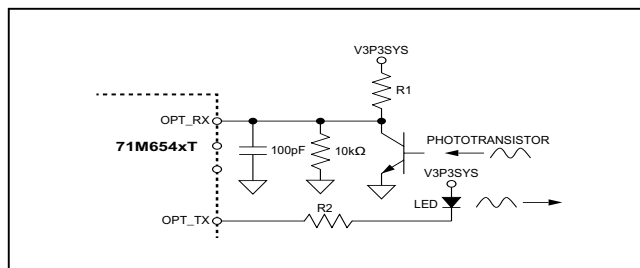 V3P3SYS
R1
OPT_RX
71M654xT
100pF
10kΩ
PHOTOTRANSISTOR
V3P3SYS
LED
R2
OPT_TX